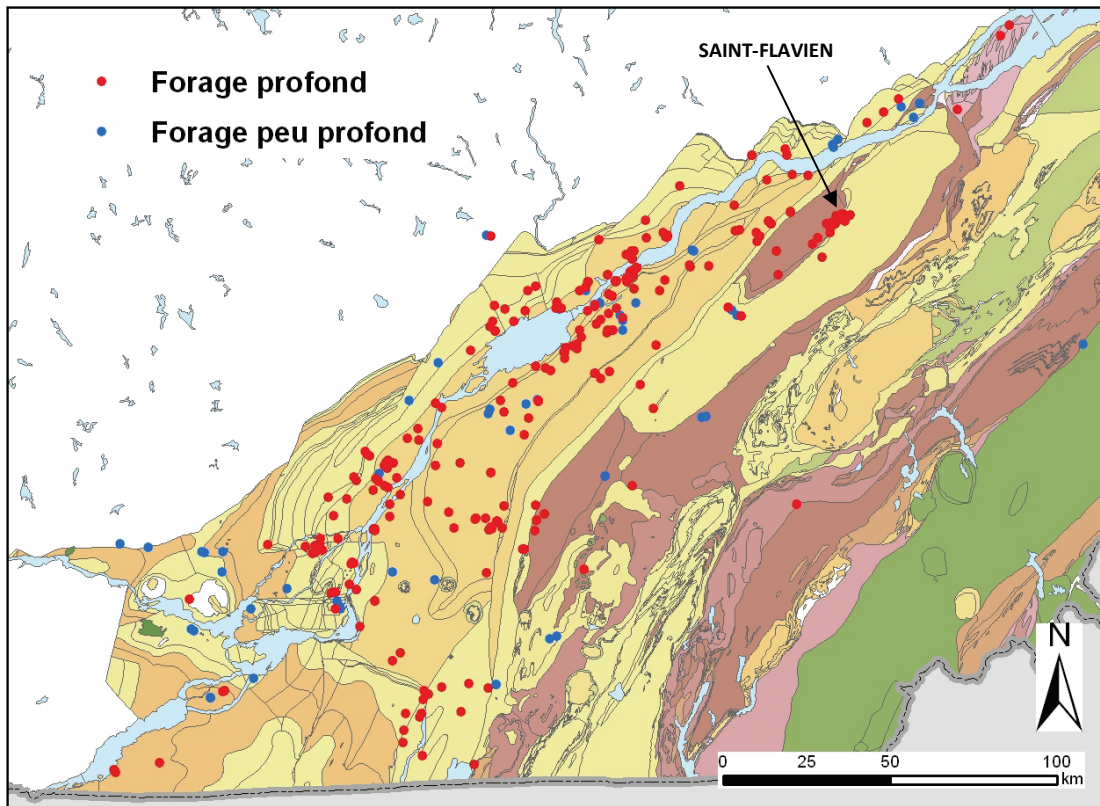 SAINT-FLAVIEN
Forage profond
Forage peu profond
N
0 25 50 100
km